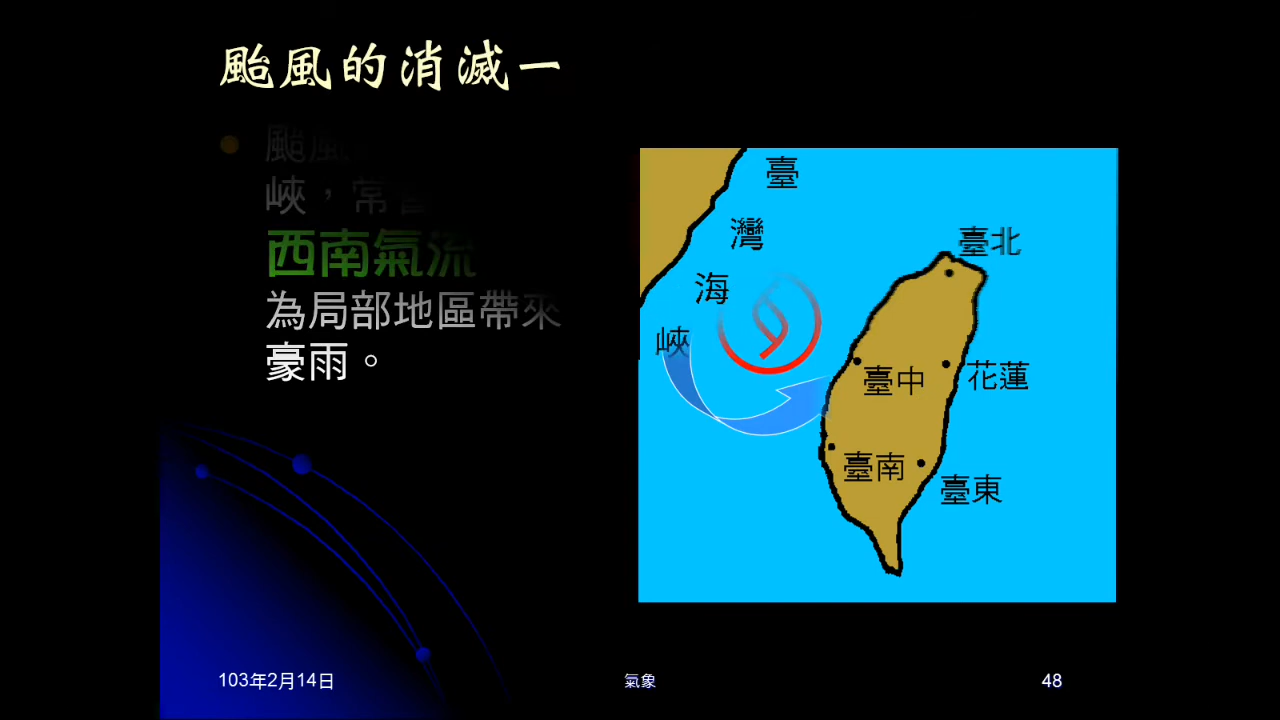 颱風的消滅一
颱風
峽，常會
西南氣流
為局部地區帶來
豪雨。
臺
灣
海
峽
臺北
臺中
花蓮
臺南
臺東
103年2月14日
氣象
48